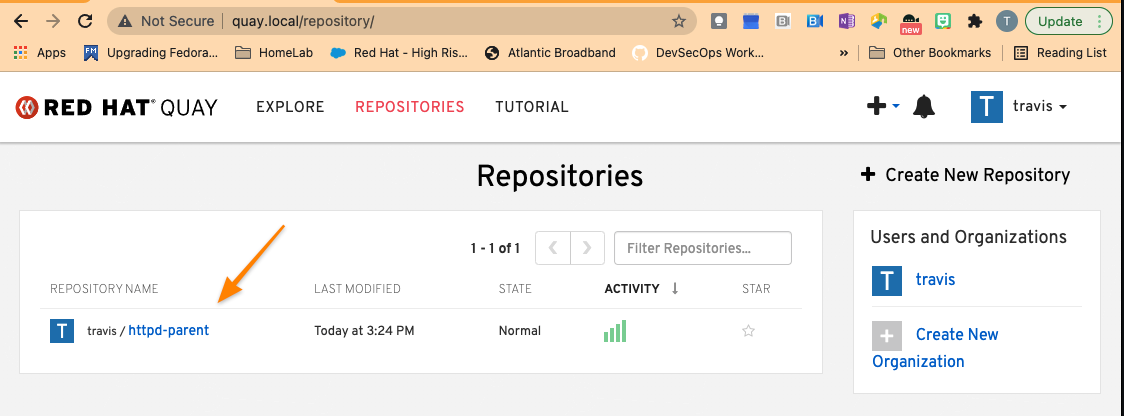 Not Secure | quay.local/repository/
new
T
Update
Apps
FM Upgrading Fedora...
HomeLab
Red Hat - High Ris...
Atlantic Broadband
DevSecOps Work...
»
Other Bookmarks
Reading List
RED HAT® QUAY
EXPLORE
REPOSITORIES
TUTORIAL
T travis
Repositories
Create New Repository
1 - 1 of 1
Filter Repositories...
REPOSITORY NAME
LAST MODIFIED
STATE
ACTIVITY
STAR
T travis / httpd-parent
Today at 3:24 PM
Normal
Users and Organizations
T travis
Create New
Organization